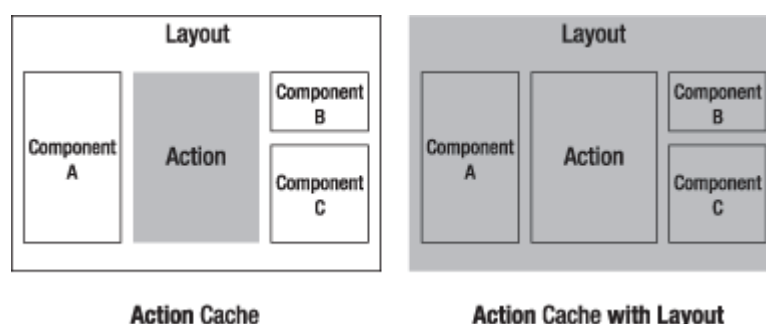 Layout
Component
A
Action
Component
B
Component
C
Action Cache
Layout
Component
A
Action
Component
B
Component
C
Action Cache with Layout